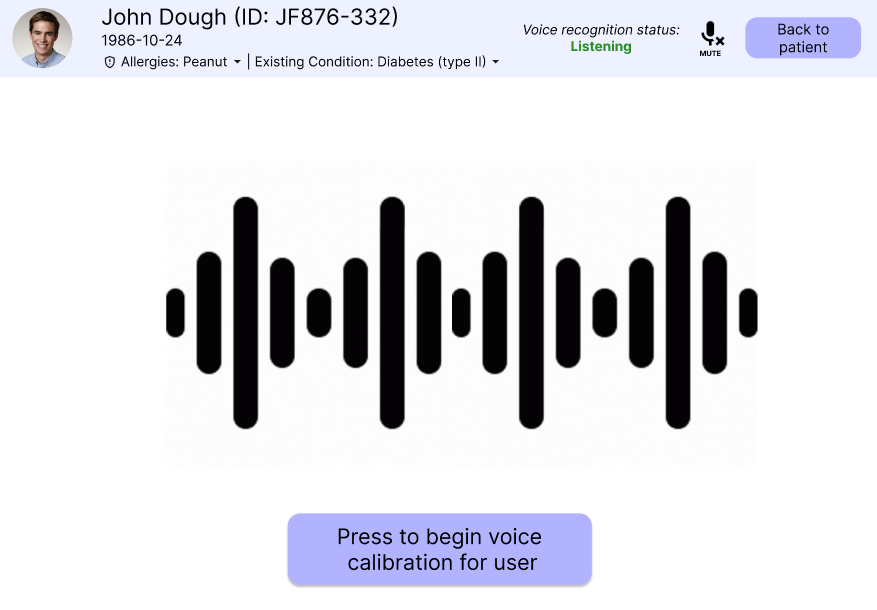 John Dough (ID: JF876-332)
1986-10-24
Allergies: Peanut | Existing Condition: Diabetes (type II)
Voice recognition status:
Listening
MUTE
Back to
patient
Press to begin voice
calibration for user